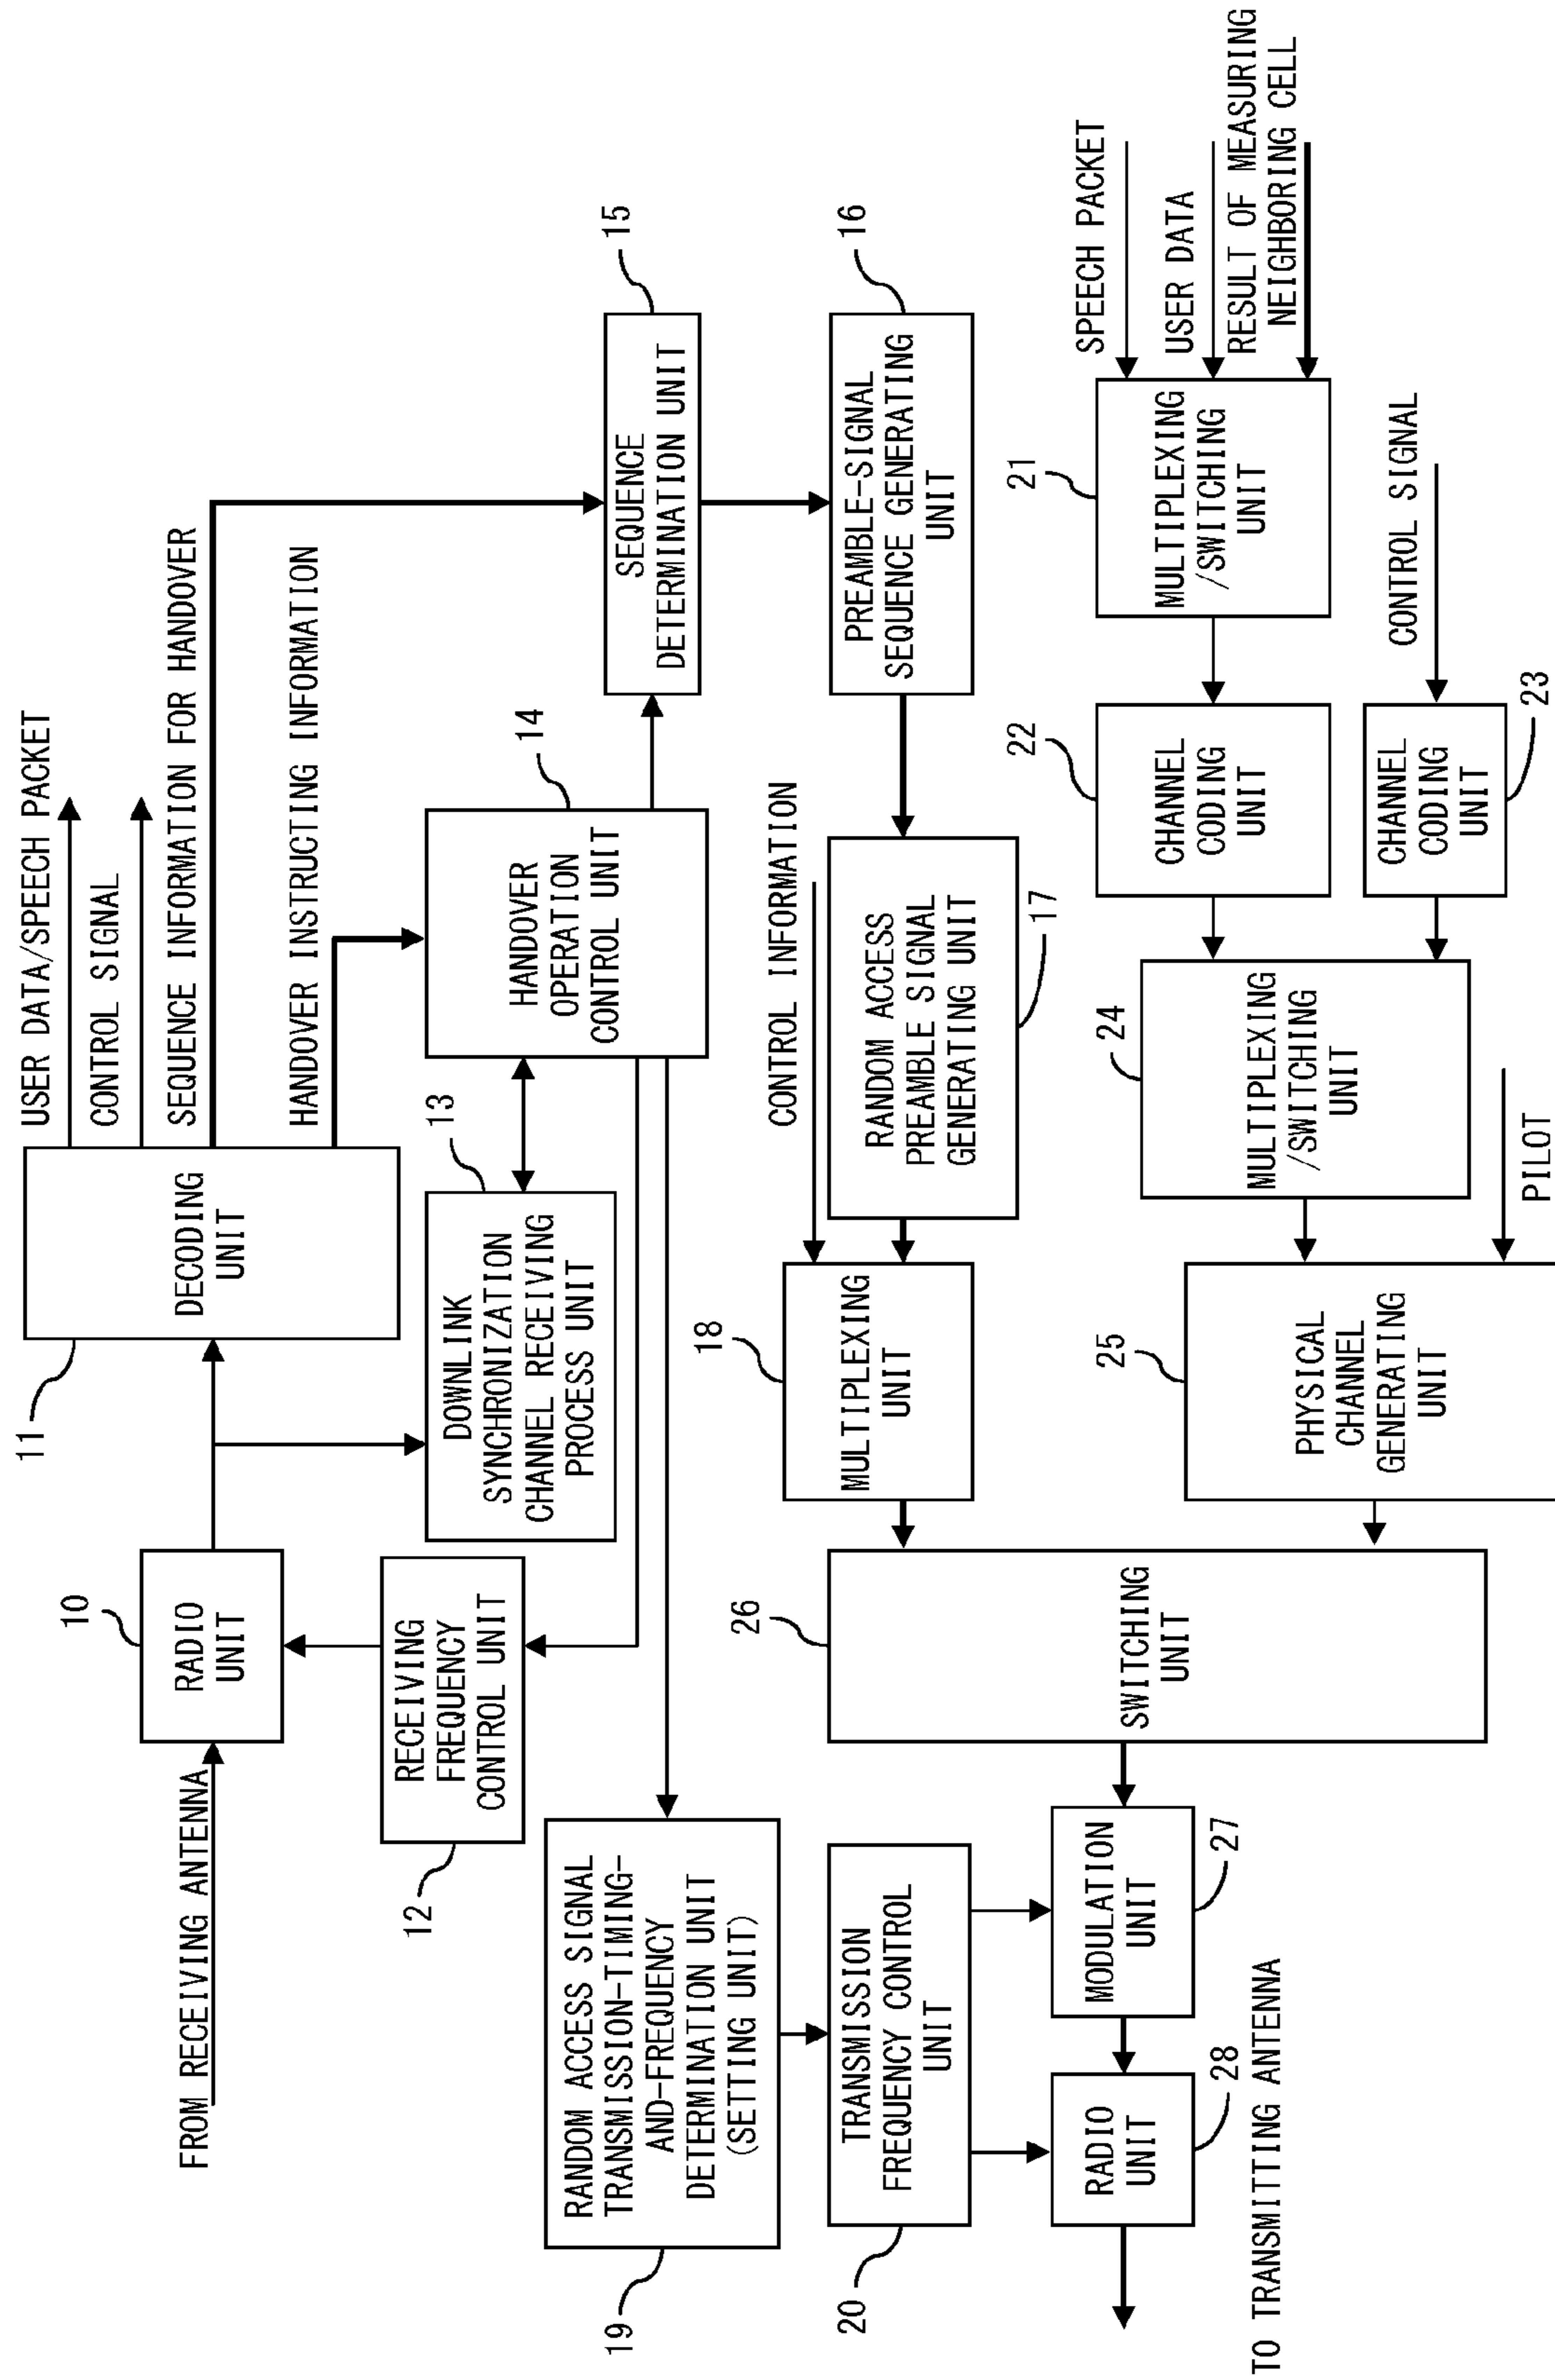 USER DATA/SPEECH PACKET
CONTROL SIGNAL
SEQUENCE INFORMATION FOR HANDOVER
HANDOVER INSTRUCTING INFORMATION
11
DECODING
UNIT
10
RADIO
UNIT
FROM RECEIVING ANTENNA
12
RECEIVING
FREQUENCY
CONTROL UNIT
13
DOWNLINK
SYNCHRONIZATION
CHANNEL RECEIVING
PROCESS UNIT
14
HANDOVER
OPERATION
CONTROL UNIT
15
SEQUENCE
DETERMINATION UNIT
19
RANDOM ACCESS SIGNAL
TRANSMISSION-TIMING-
AND-FREQUENCY
DETERMINATION UNIT
(SETTING UNIT)
16
PREAMBLE-SIGNAL
SEQUENCE GENERATING
UNIT
CONTROL INFORMATION
17
RANDOM ACCESS
PREAMBLE SIGNAL
GENERATING UNIT
18
MULTIPLEXING
UNIT
20
TRANSMISSION
FREQUENCY CONTROL
UNIT
26
SWITCHING
UNIT
27
MODULATION
UNIT
28
RADIO
UNIT
TO TRANSMITTING ANTENNA
SPEECH PACKET
USER DATA
RESULT OF MEASURING
NEIGHBORING CELL
21
MULTIPLEXING
/SWITCHING
UNIT
22
CHANNEL
CODING
UNIT
CONTROL SIGNAL
23
CHANNEL
CODING
UNIT
24
MULTIPLEXING
/SWITCHING
UNIT
PILOT
25
PHYSICAL
CHANNEL
GENERATING
UNIT